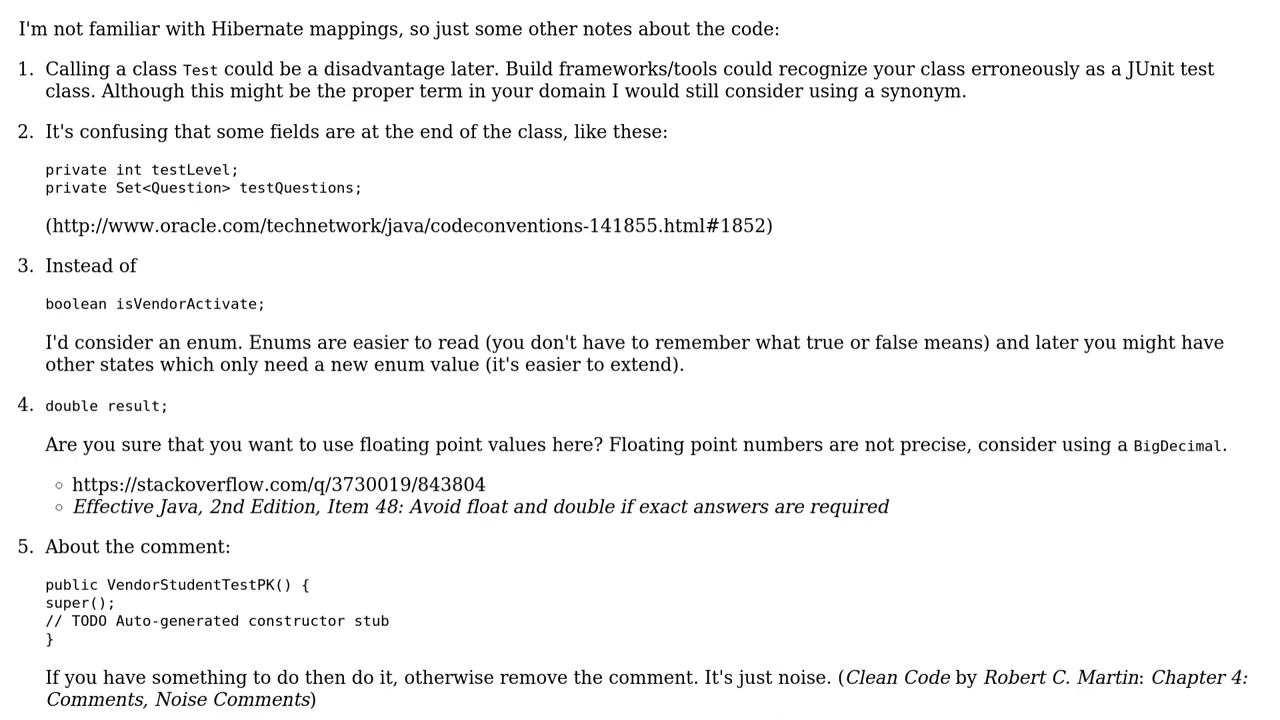 I'm not familiar with Hibernate mappings, so just some other notes about the code:
1. Calling a class Test could be a disadvantage later. Build frameworks/tools could recognize your class erroneously as a JUnit test
class. Although this might be the proper term in your domain I would still consider using a synonym.
2. It's confusing that some fields are at the end of the class, like these:
private int testLevel;
private Set<Question> testQuestions;
(http://www.oracle.com/technetwork/java/codeconventions-141855.html#1852)
3. Instead of
boolean isVendorActivate;
I'd consider an enum. Enums are easier to read (you don't have to remember what true or false means) and later you might have
other states which only need a new enum value (it's easier to extend).
4. double result;
Are you sure that you want to use floating point values here? Floating point numbers are not precise, consider using a BigDecimal.
◦ https://stackoverflow.com/q/3730019/843804
◦ Effective Java, 2nd Edition, Item 48: Avoid float and double if exact answers are required
5. About the comment:
public VendorStudentTestPK() {
super();
// TODO Auto-generated constructor stub
}
If you have something to do then do it, otherwise remove the comment. It's just noise. (Clean Code by Robert C. Martin: Chapter 4:
Comments, Noise Comments)